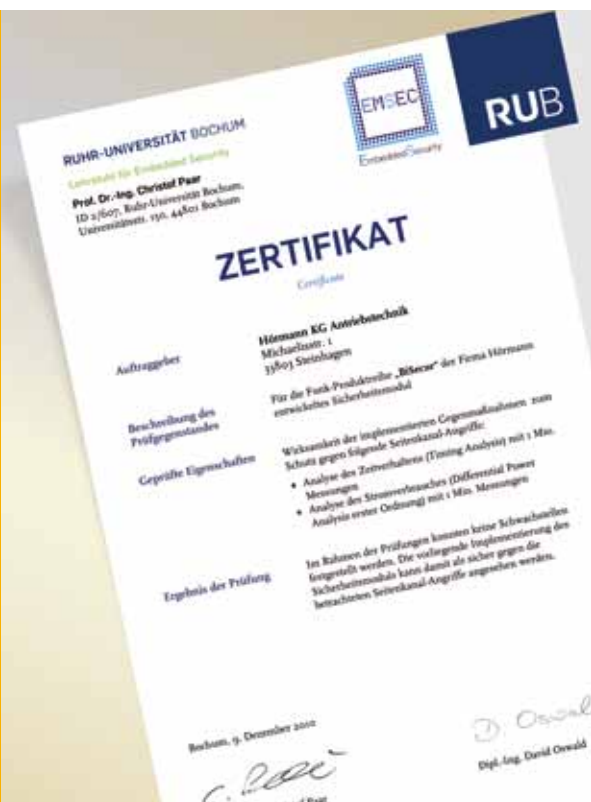 RUHR-UNIVERSITÄT BOCHUM
Lehrstuhl für Embedded Security
Prof. Dr.-Ing. Christof Paar
ID 2/607, Ruhr-Universität Bochum,
Universitätsstr. 150, 44801 Bochum
EMSEC
EmbeddedSecurity
RUB
ZERTIFIKAT
Certificate
Auftraggeber
Hörmann KG Antriebstechnik
Michaelisstr. 1
33803 Steinhagen
Beschreibung des
Prüfgegenstandes
Für die Funk-Produktreihe „BiSecur“ der Firma Hörmann
entwickeltes Sicherheitsmodul
Geprüfte Eigenschaften
Wirksamkeit der implementierten Gegenmaßnahmen zum
Schutz gegen folgende Seitenkanal-Angriffe:
• Analyse des Zeitverhaltens (Timing Analysis) mit 1 Mio.
Messungen
• Analyse des Stromverbrauches (Differential Power
Analysis erster Ordnung) mit 1 Mio. Messungen
Ergebnis der Prüfung
Im Rahmen der Prüfungen konnten keine Schwachstellen
festgestellt werden. Die vorliegende Implementierung des
Sicherheitsmoduls kann damit als sicher gegen die
betrachteten Seitenkanal-Angriffe angesehen werden.
Bochum, 9. Dezember 2010
D. Oswald
Dipl.-Ing. David Oswald
Paar